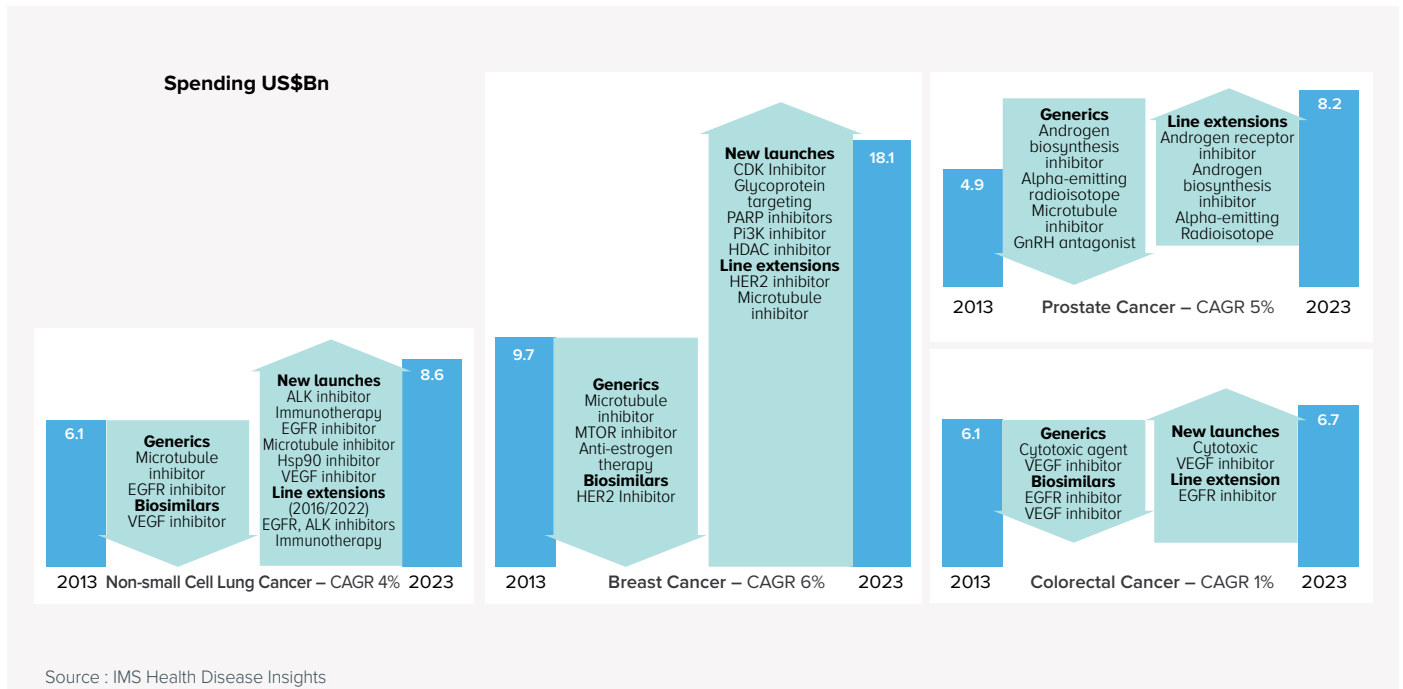 Spending US$Bn
6.1
Generics
Microtubule
inhibitor
EGFR inhibitor
Biosimilars
VEGF inhibitor
New launches
ALK inhibitor
Immunotherapy
EGFR inhibitor
Microtubule inhibitor
Hsp90 inhibitor
VEGF inhibitor
Line extensions
(2016/2022)
EGFR, ALK inhibitors
Immunotherapy
8.6
2013 Non-small Cell Lung Cancer – CAGR 4% 2023
9.7
Generics
Microtubule
inhibitor
MTOR inhibitor
Anti-estrogen
therapy
Biosimilars
HER2 Inhibitor
New launches
CDK Inhibitor
Glycoprotein
targeting
PARP inhibitors
Pi3K inhibitor
HDAC inhibitor
Line extensions
HER2 inhibitor
Microtubule
inhibitor
18.1
2013 Breast Cancer – CAGR 6% 2023
4.9
Generics
Androgen
biosynthesis
inhibitor
Alpha-emitting
radioisotope
Microtubule
inhibitor
GnRH antagonist
Line extensions
Androgen receptor
inhibitor
Androgen
biosynthesis
inhibitor
Alpha-emitting
Radioisotope
8.2
2013 Prostate Cancer – CAGR 5% 2023
6.1
Generics
Cytotoxic agent
VEGF inhibitor
Biosimilars
EGFR inhibitor
VEGF inhibitor
New launches
Cytotoxic
VEGF inhibitor
Line extension
EGFR inhibitor
6.7
2013 Colorectal Cancer – CAGR 1% 2023
Source : IMS Health Disease Insights